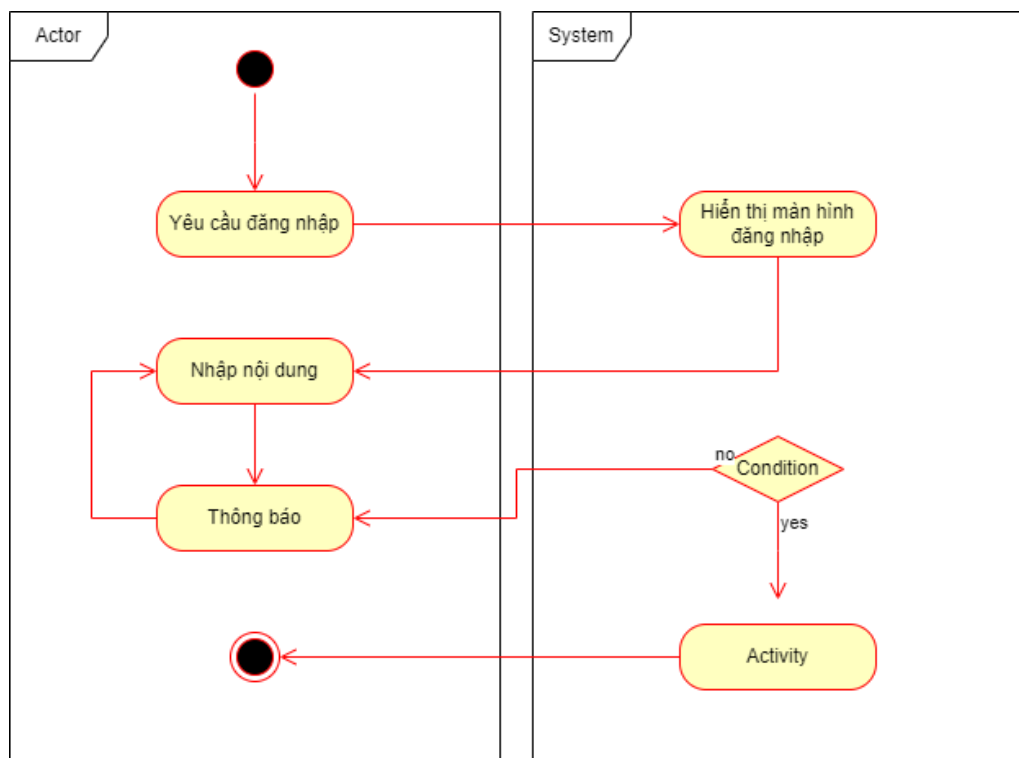 Actor
System
Yêu cầu đăng nhập
Hiển thị màn hình
đăng nhập
Nhập nội dung
no
Condition
Thông báo
yes
Activity